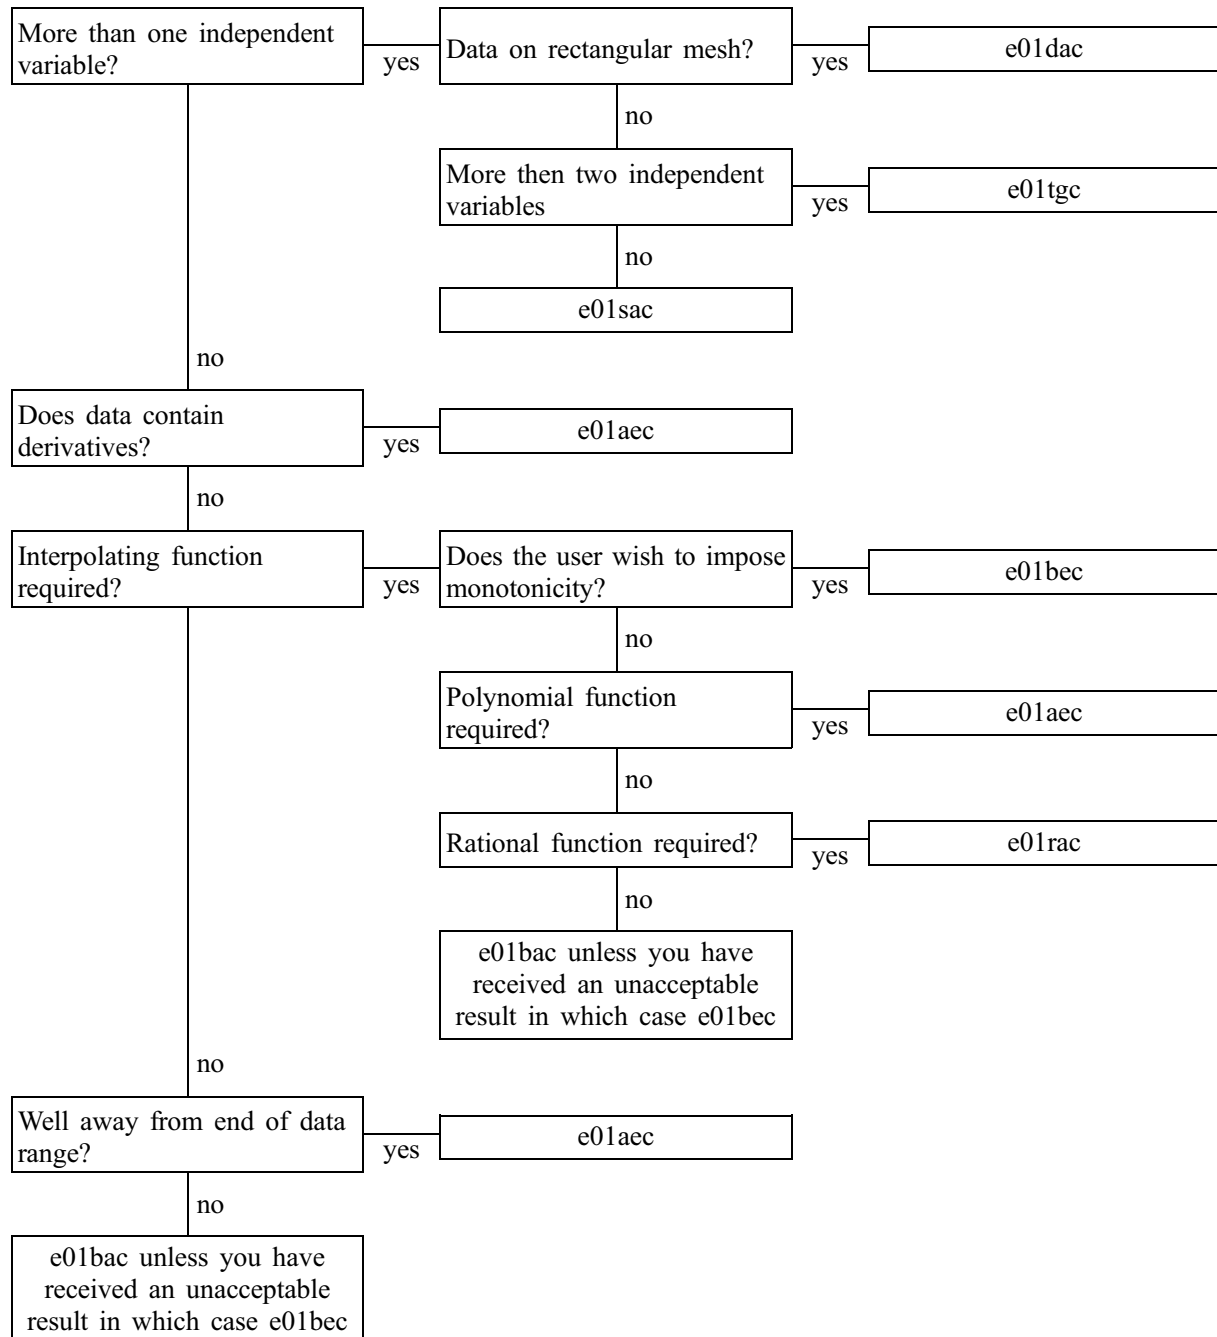 More than one independent
variable?
yes
Data on rectangular mesh?
yes
e01dac
no
More then two independent
variables
yes
e01tgc
no
e01sac
no
Does data contain
derivatives?
yes
e01aec
no
Interpolating function
required?
yes
Does the user wish to impose
monotonicity?
yes
e01bec
no
Polynomial function
required?
yes
e01aec
no
Rational function required?
yes
e01rac
no
e01bac unless you have
received an unacceptable
result in which case e01bec
no
Well away from end of data
range?
yes
e01aec
no
e01bac unless you have
received an unacceptable
result in which case e01bec